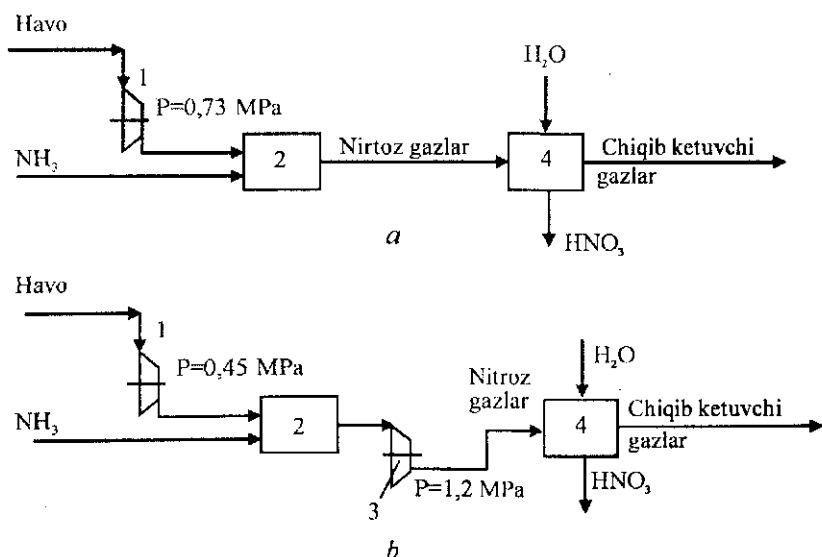 Havo
1
P=0,73 MPa
NH₃
2
Nirtoz gazlar
H₂O
4
Chiqib ketuvchi
gazlar
HNO₃
a
Havo
1
P=0,45 MPa
NH₃
2
3
P=1,2 MPa
Nitroz
gazlar
H₂O
4
Chiqib ketuvchi
gazlar
HNO₃
b